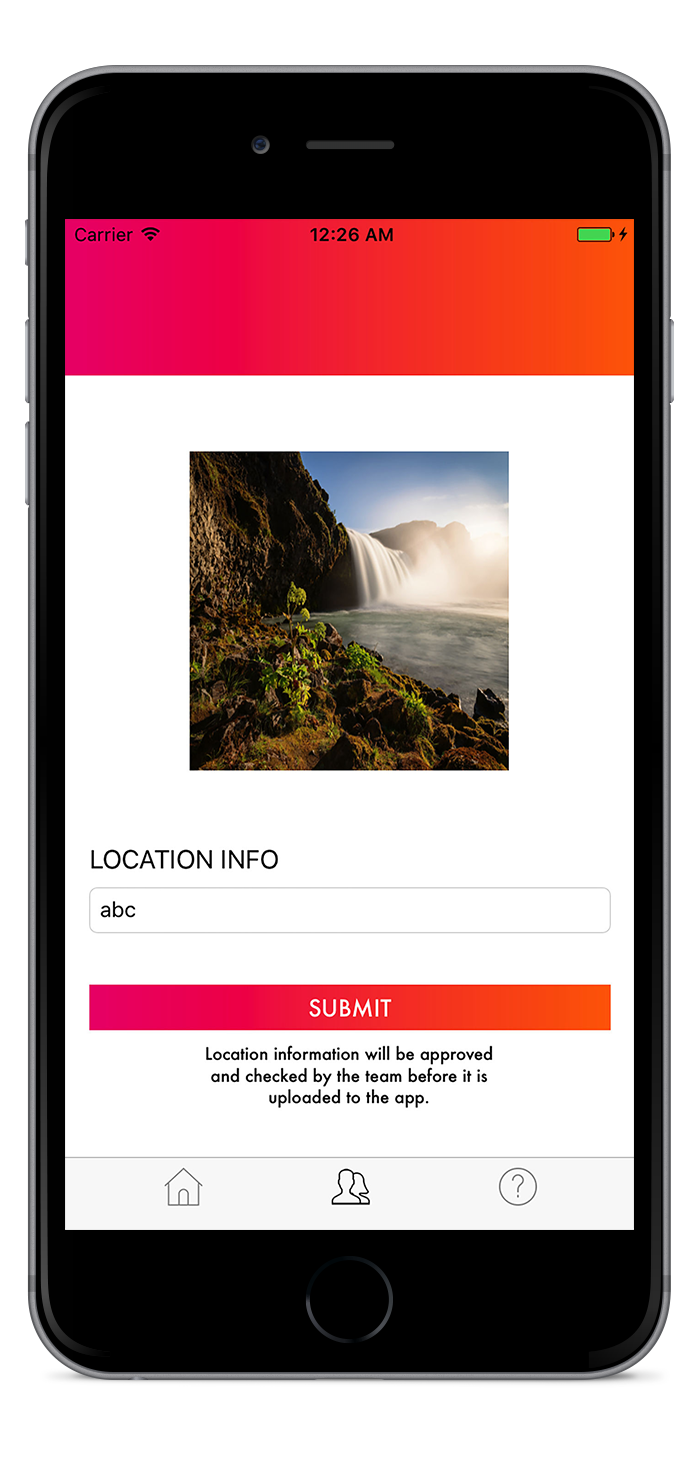 Carrier 12:26 AM
LOCATION INFO
abc
SUBMIT
Location information will be approved
and checked by the team before it is
uploaded to the app.
?